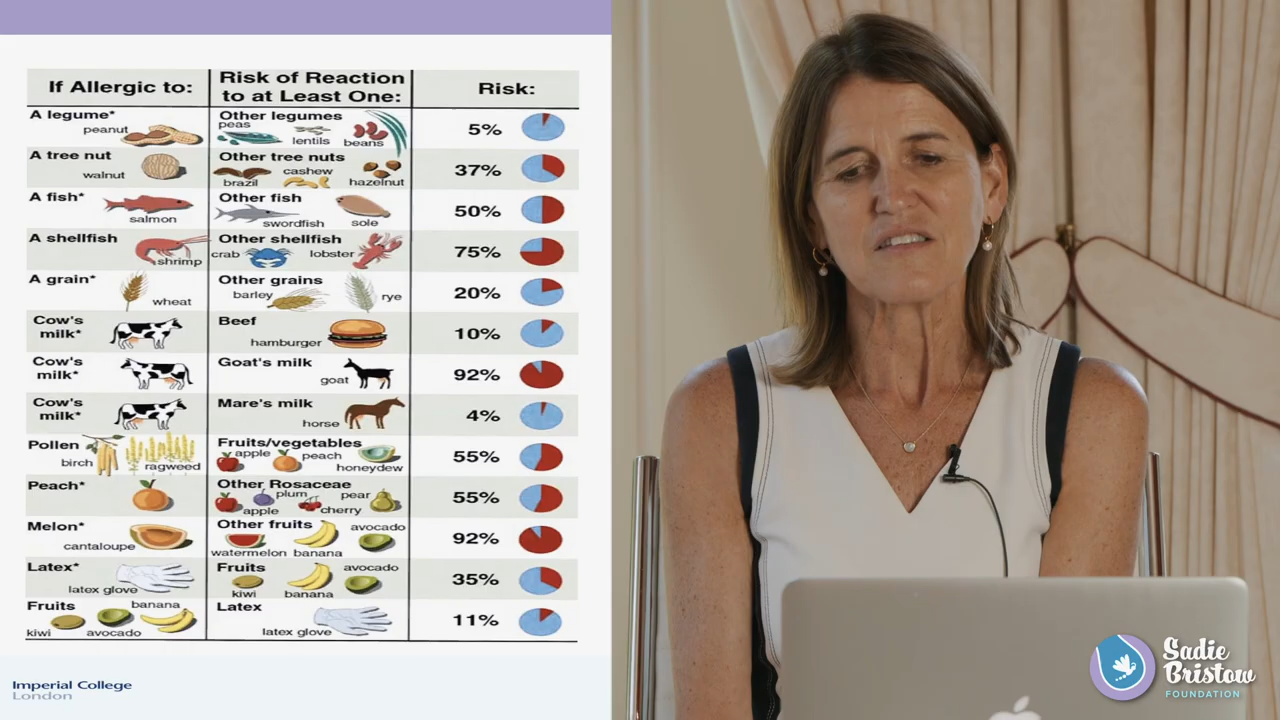 If Allergic to:
Risk of Reaction
to at Least One:
Risk:
A legume*
peanut
Other legumes
peas
lentils
beans
5%
A tree nut
walnut
Other tree nuts
brazil
cashew
hazelnut
37%
A fish*
salmon
Other fish
swordfish
sole
50%
A shellfish
shrimp
Other shellfish
crab
lobster
75%
A grain*
wheat
Other grains
barley
rye
20%
Cow's
milk*
Beef
hamburger
10%
Cow's
milk*
Goat's milk
goat
92%
Cow's
milk*
Mare's milk
horse
4%
Pollen
birch
ragweed
Fruits/vegetables
apple
peach
honeydew
55%
Peach*
Other Rosaceae
apple
plum
cherry
pear
55%
Melon*
cantaloupe
Other fruits
watermelon
banana
avocado
92%
Latex*
latex glove
Fruits
kiwi
banana
avocado
35%
Fruits
kiwi
avocado
banana
Latex
latex glove
11%
Imperial College
London
Sadie
Bristow
FOUNDATION